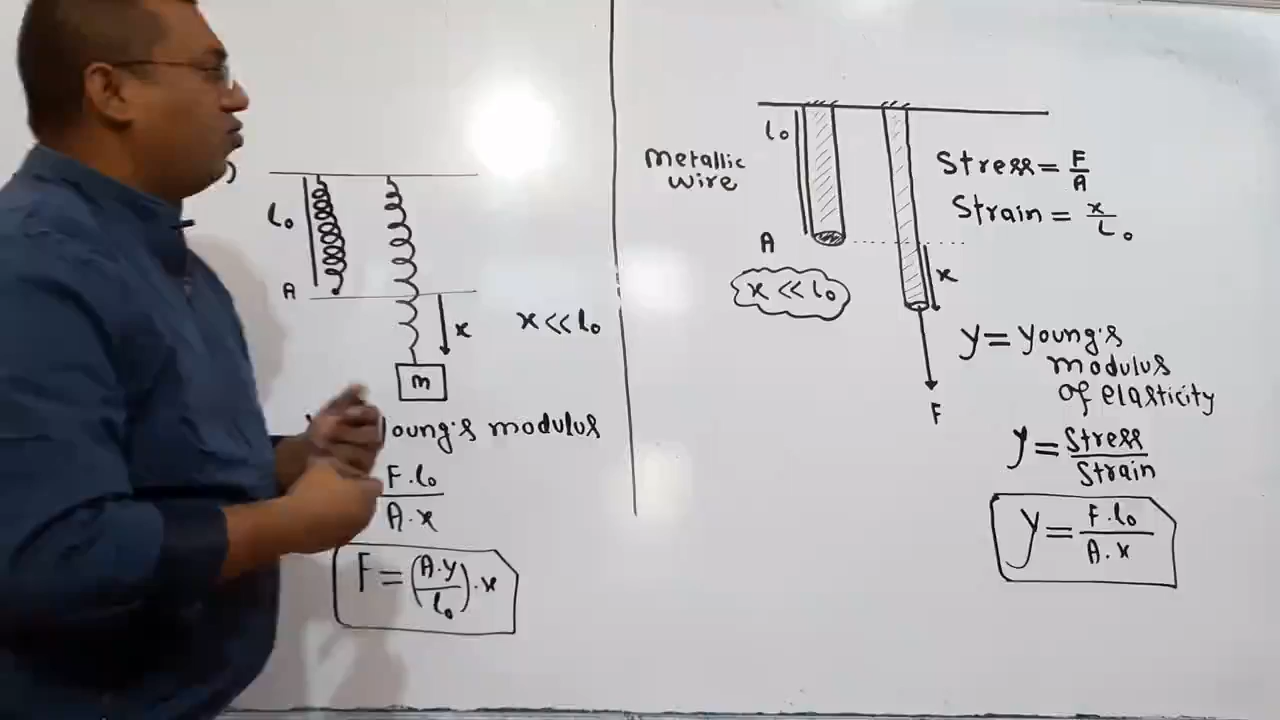 )
l₀
A
x
x << l₀
m
oung's modulus
F.l₀
A.x
F = (A.y / l₀).x
metallic
wire
l₀
A
x << l₀
Stress = F/A
Strain = x/L₀
x
F
y = young's
modulus
of elasticity
y = Stress/Strain
y = F.l₀/A.x